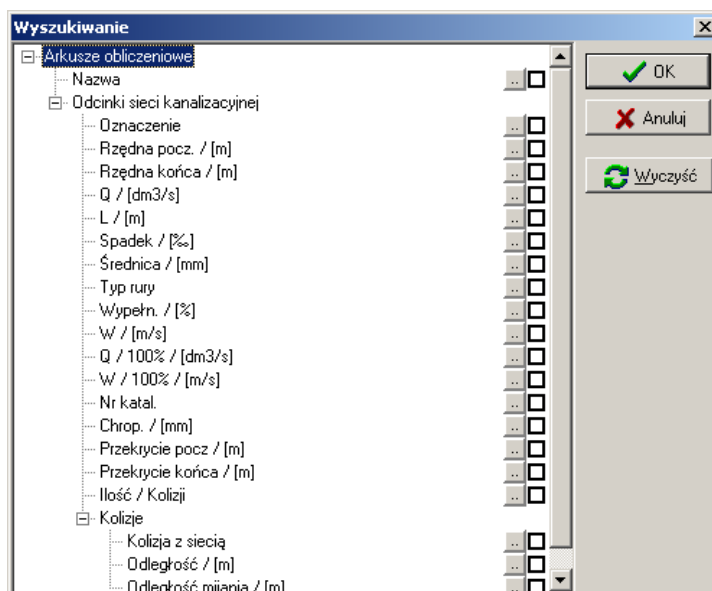 Wyszukiwanie
Arkusze obliczeniowe
Nazwa
Odcinki sieci kanalizacyjnej
Oznaczenie
Rzędna pocz. / [m]
Rzędna końca / [m]
Q / [dm3/s]
L / [m]
Spadek / [‰]
Średnica / [mm]
Typ rury
Wypełn. / [%]
W / [m/s]
Q / 100% / [dm3/s]
W / 100% / [m/s]
Nr katal.
Chrop. / [mm]
Przekrycie pocz / [m]
Przekrycie końca / [m]
Ilość / Kolizji
Kolizje
Kolizja z siecią
Odległość / [m]
Odległość mijania / [m]
OK
Anuluj
Wyczyść